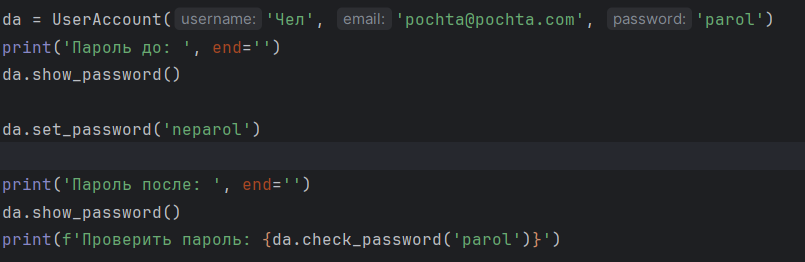 da = UserAccount( username: 'Чел', email: 'pochta@pochta.com', password: 'parol')
print('Пароль до: ', end='')
da.show_password()
da.set_password('neparol')
print('Пароль после: ', end='')
da.show_password()
print(f'Проверить пароль: {da.check_password('parol')}')